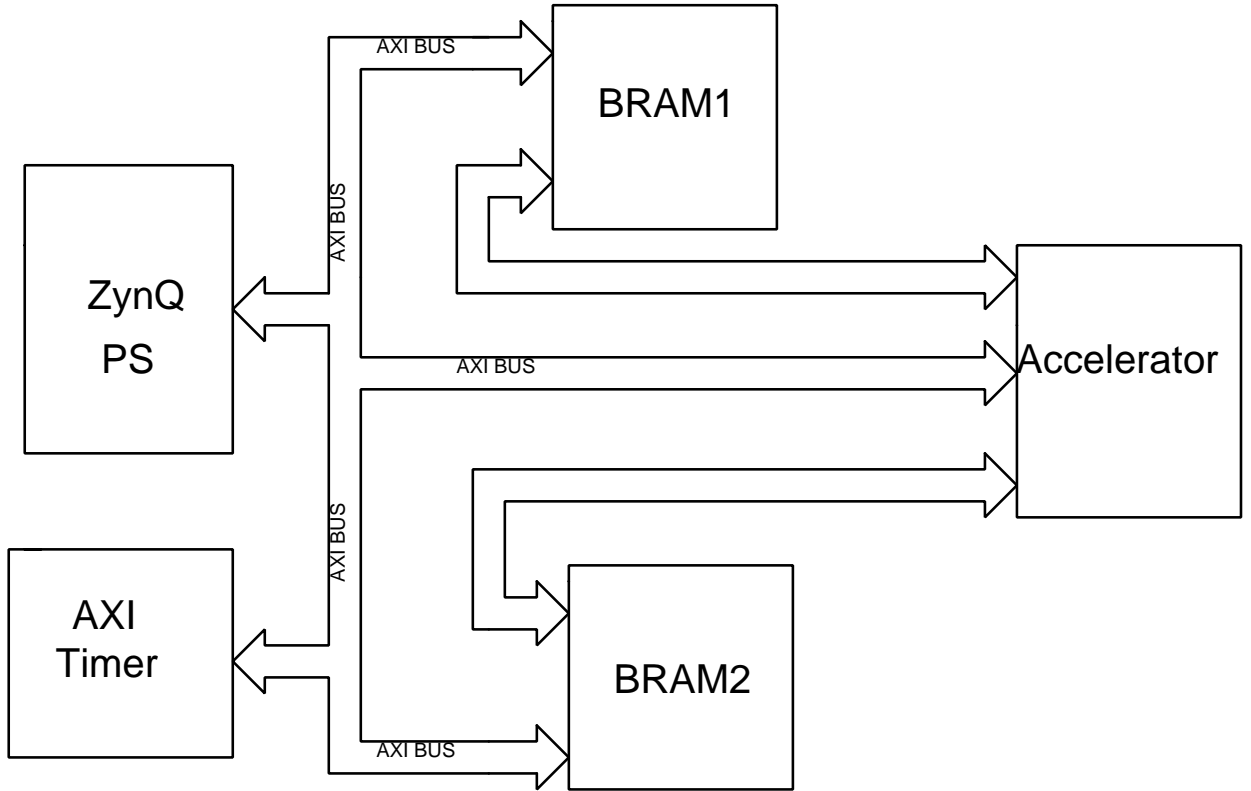 AXI BUS
BRAM1
AXI BUS
ZynQ
PS
AXI BUS
Accelerator
AXI BUS
AXI
Timer
BRAM2
AXI BUS